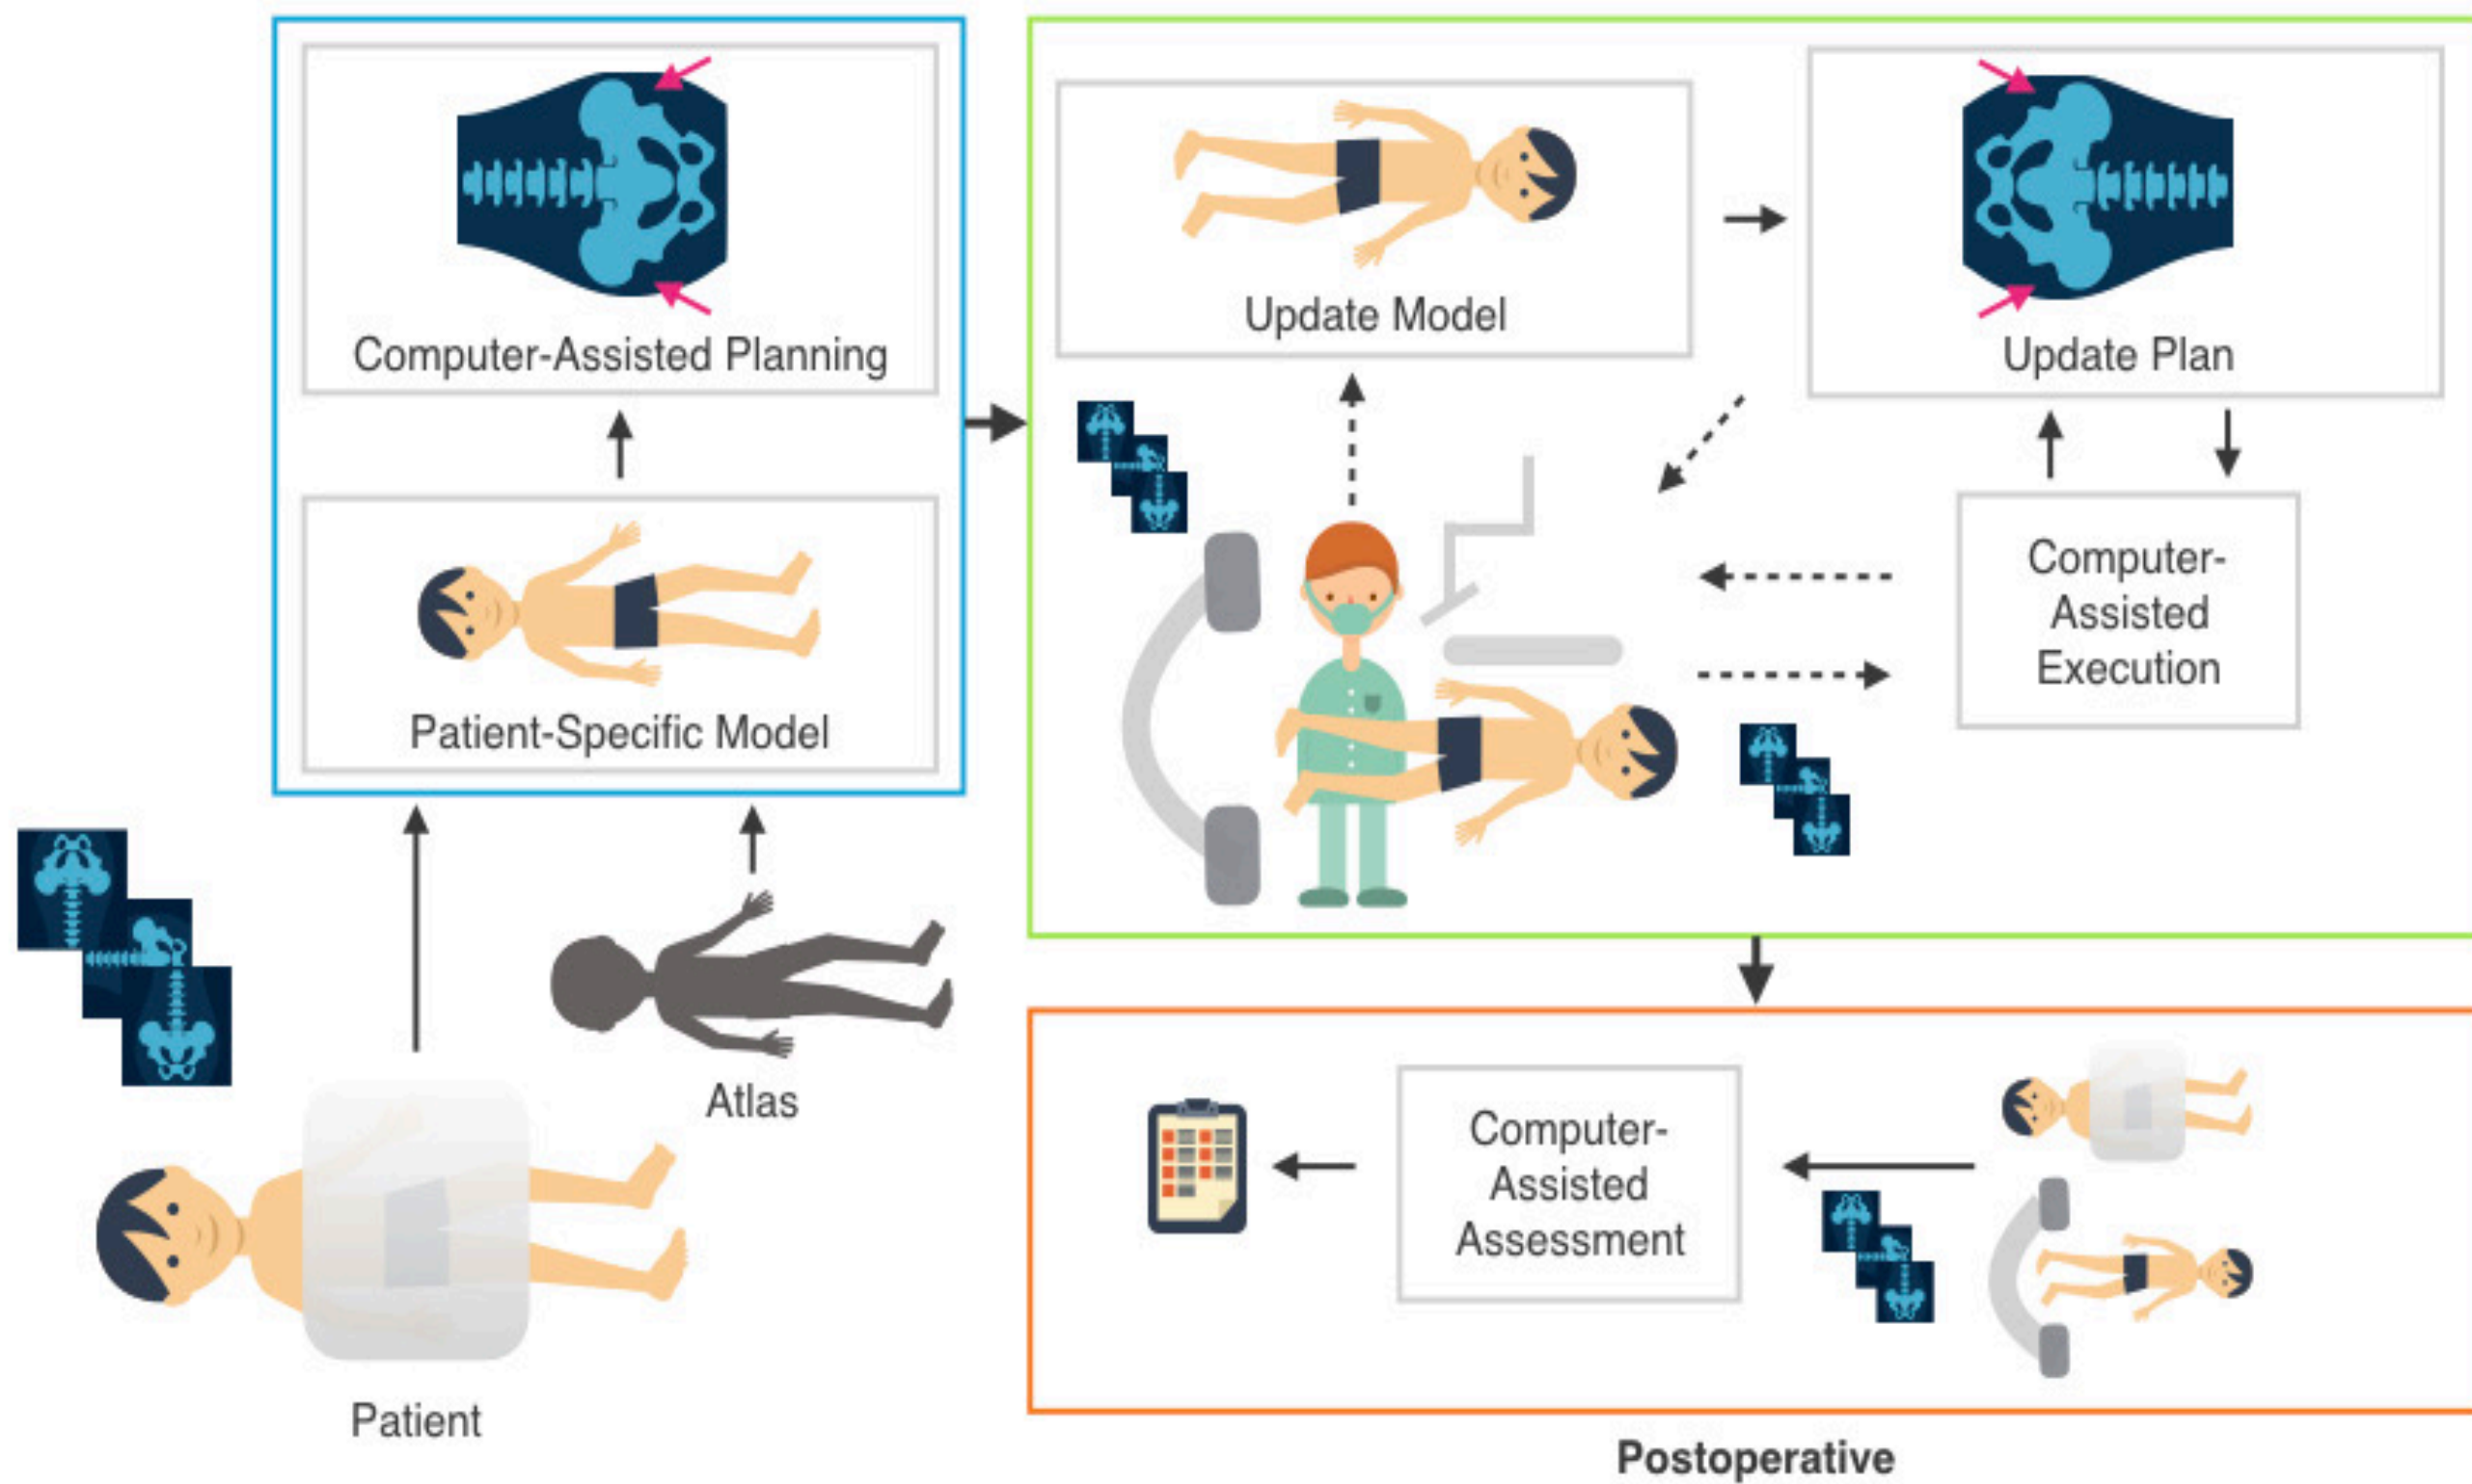 Computer-Assisted Planning
Patient-Specific Model
Atlas
Patient
Update Model
Update Plan
Computer-
Assisted
Execution
Computer-
Assisted
Assessment
Postoperative